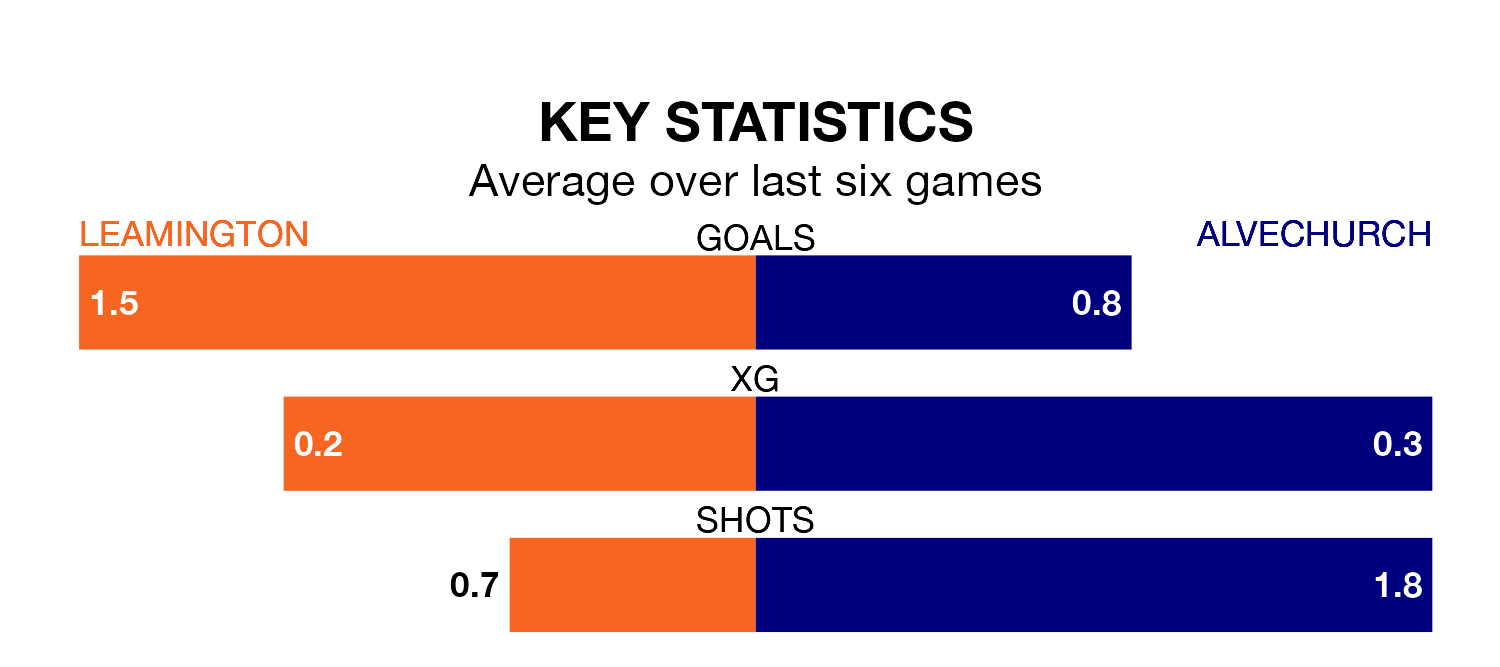 KEY STATISTICS
Average over last six games
LEAMINGTON
GOALS
ALVECHURCH
1.5
0.8
XG
0.2
0.3
SHOTS
0.7
1.8